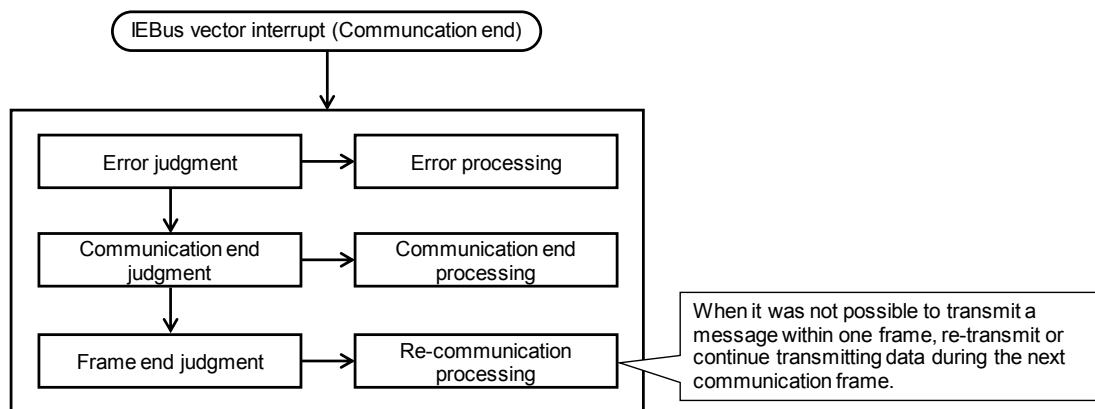 IEBus vector interrupt (Communcation end)
Error judgment
Error processing
Communication end
judgment
Communication end
processing
Frame end judgment
Re-communication
processing
When it was not possible to transmit a
message within one frame, re-transmit or
continue transmitting data during the next
communication frame.